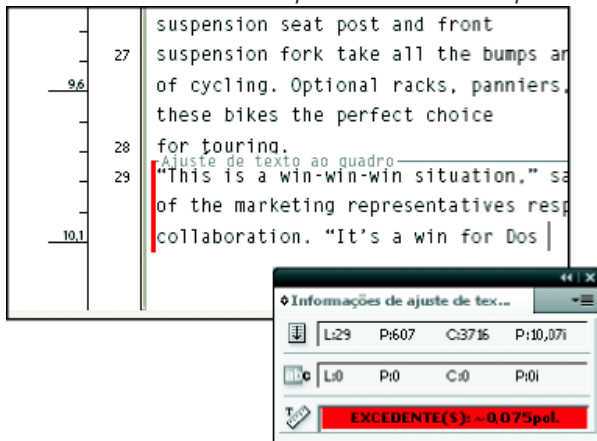 suspension seat post and front
27 suspension fork take all the bumps an
9,6 of cycling. Optional racks, panniers,
these bikes the perfect choice
28 for touring.
Ajuste de texto ao quadro
29 “This is a win-win-win situation,” sa
of the marketing representatives resp
10,1 collaboration. “It’s a win for Dos
Informações de ajuste de tex...
L:29 P:607 C:3716 P:10,07i
L:0 P:0 C:0 P:0i
EXCEDENTE(S): ~0,075pol.